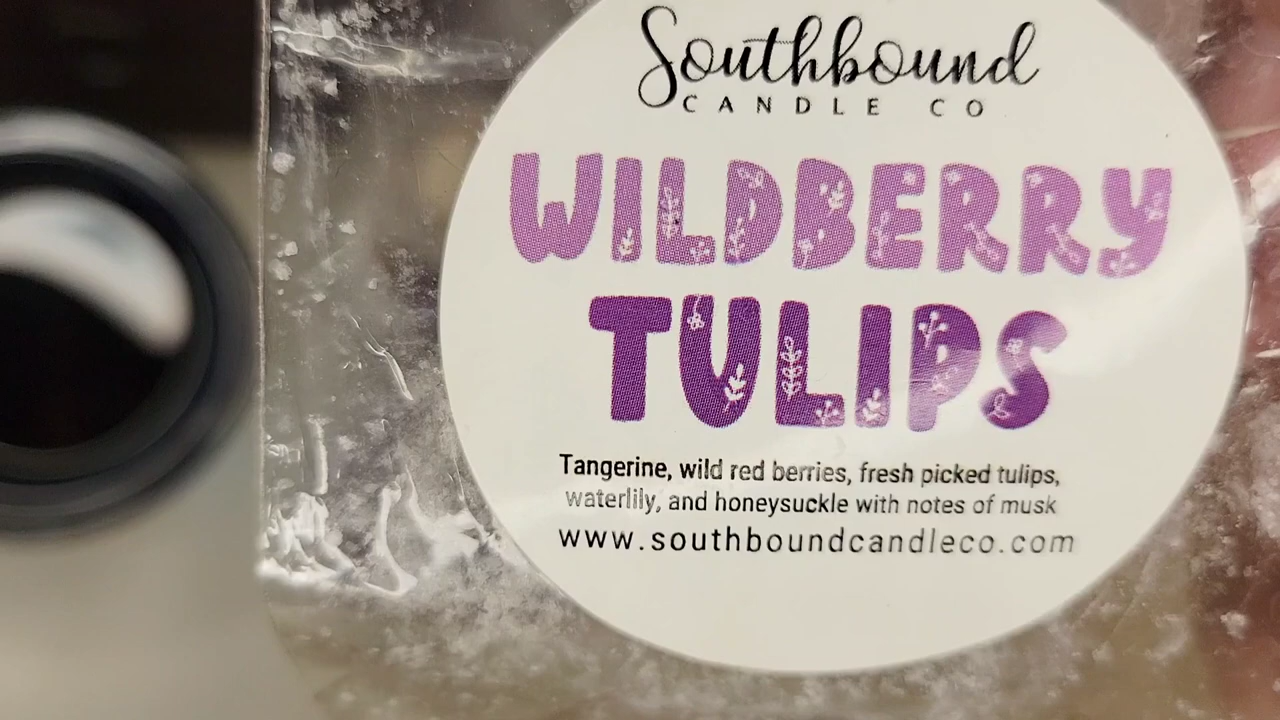 Southbound
CANDLE CO
WILDBERRY
TULIPS
Tangerine, wild red berries, fresh picked tulips,
waterlily, and honeysuckle with notes of musk
www.southboundcandleco.com